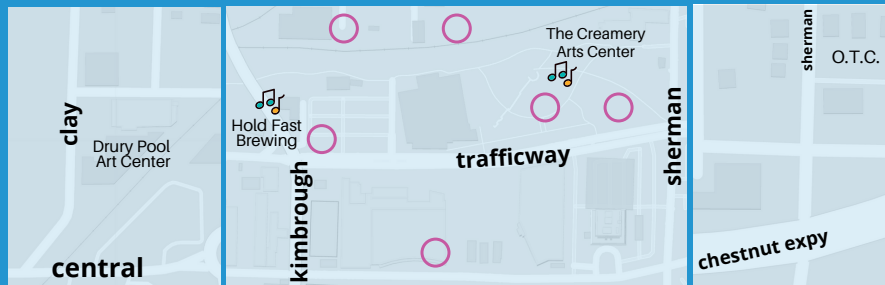 clay
Drury Pool
Art Center
central
Hold Fast
Brewing
kimbrough
The Creamery
Arts Center
trafficway
sherman
sherman
O.T.C.
chestnut expy